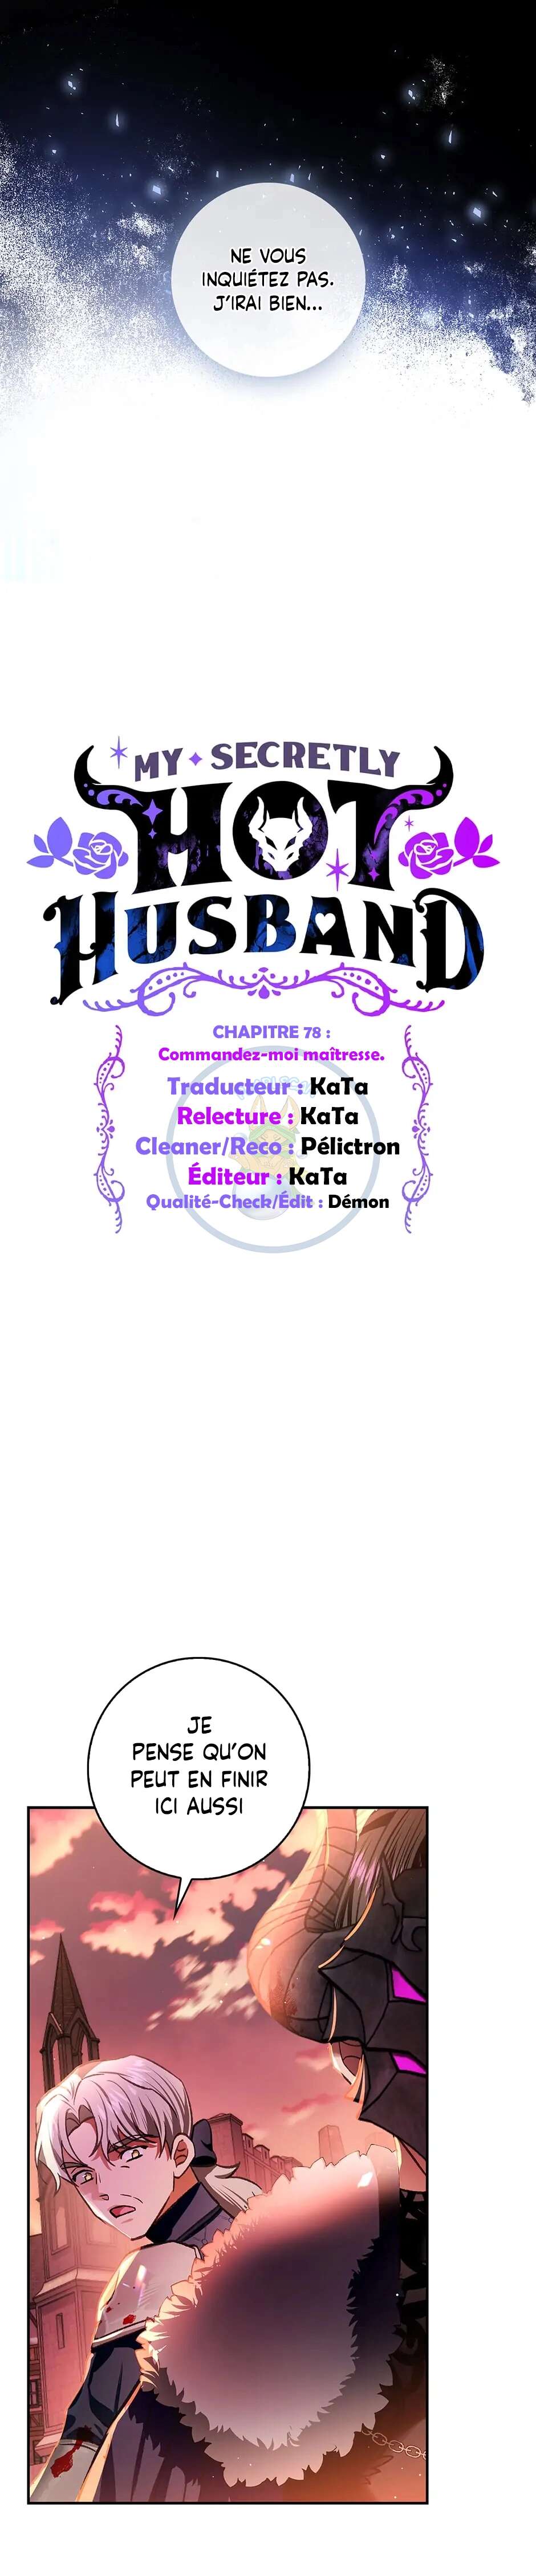 NE VOUS
INQUIÉTEZ PAS.
J'IRAI BIEN...
MY SECRETLY
HOT
HUSBAND
CHAPITRE 78 :
Commandez-moi maîtresse.
Traducteur : KaTa
Relecture : KaTa
Cleaner/Reco : Pélictron
Éditeur : KaTa
Qualité-Check/Édit : Démon
JE
PENSE QU'ON
PEUT EN FINIR
ICI AUSSI